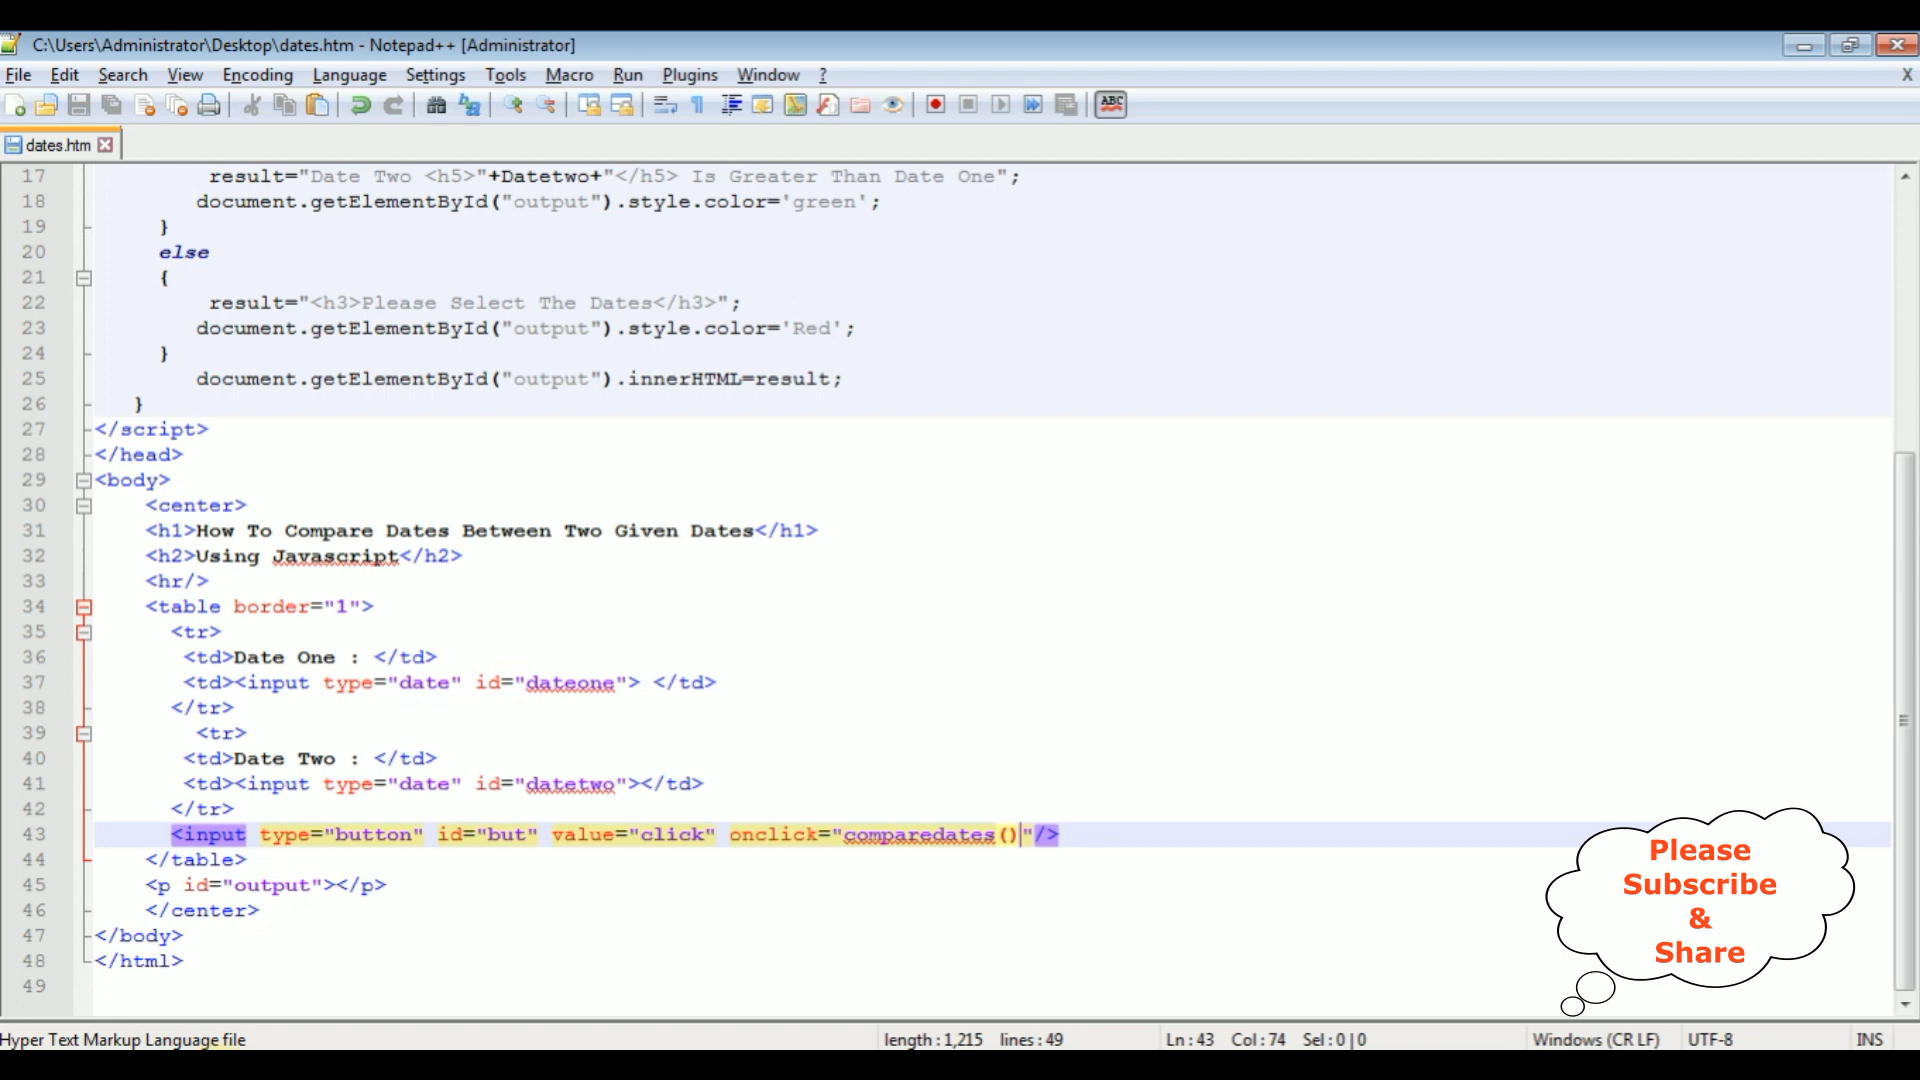 C:\Users\Administrator\Desktop\dates.htm - Notepad++ [Administrator]
File Edit Search View Encoding Language Settings Tools Macro Run Plugins Window ?
X
ABC
dates.htm
17 result="Date Two <h5>"+Datetwo+"</h5> Is Greater Than Date One";
18 document.getElementById("output").style.color='green';
19 }
20 else
21 {
22 result="<h3>Please Select The Dates</h3>";
23 document.getElementById("output").style.color='Red';
24 }
25 document.getElementById("output").innerHTML=result;
26 }
27 </script>
28 </head>
29 <body>
30 <center>
31 <h1>How To Compare Dates Between Two Given Dates</h1>
32 <h2>Using Javascript</h2>
33 <hr/>
34 <table border="1">
35 <tr>
36 <td>Date One : </td>
37 <td><input type="date" id="dateone"> </td>
38 </tr>
39 <tr>
40 <td>Date Two : </td>
41 <td><input type="date" id="datetwo"></td>
42 </tr>
43 <input type="button" id="but" value="click" onclick="comparedates()"/>
44 </table>
45 <p id="output"></p>
46 </center>
47 </body>
48 </html>
49
Please
Subscribe
&
Share
Hyper Text Markup Language file length : 1,215 lines : 49 Ln : 43 Col : 74 Sel : 0 | 0 Windows (CR LF) UTF-8 INS